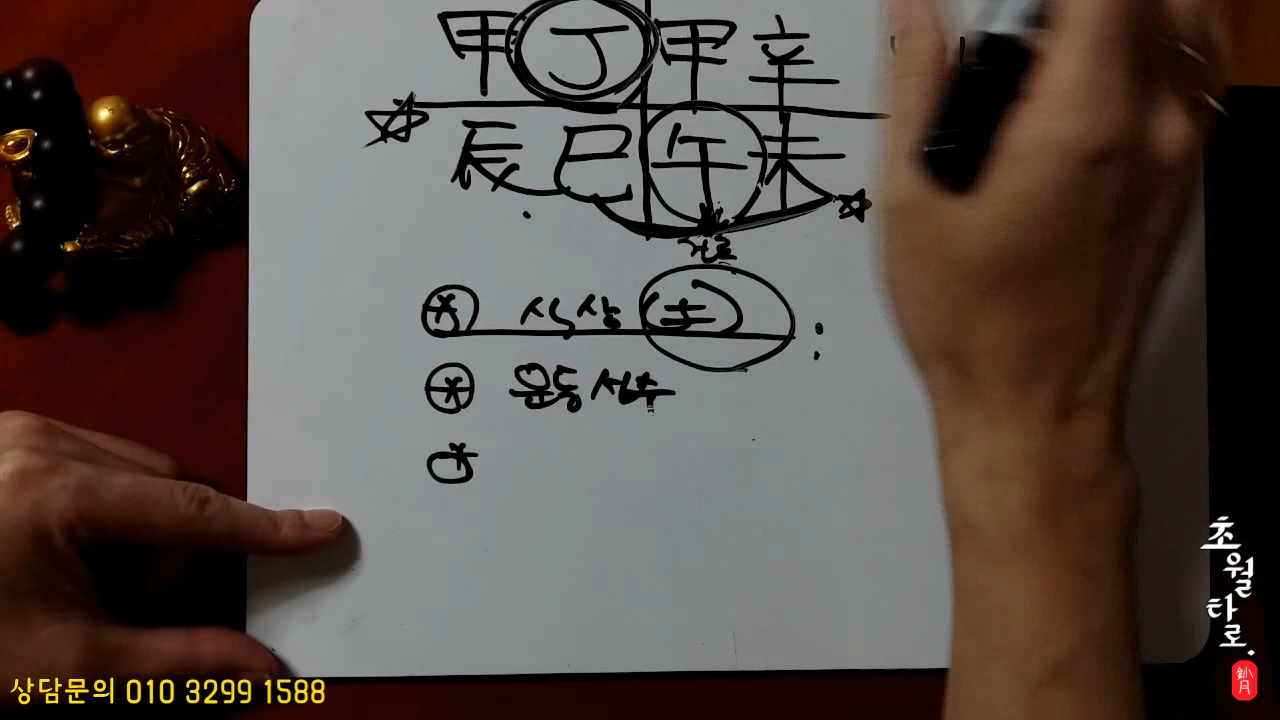 甲丁甲辛
辰巳午未
식상(土) :
운동선수
초월타로.
상담문의 010 3299 1588